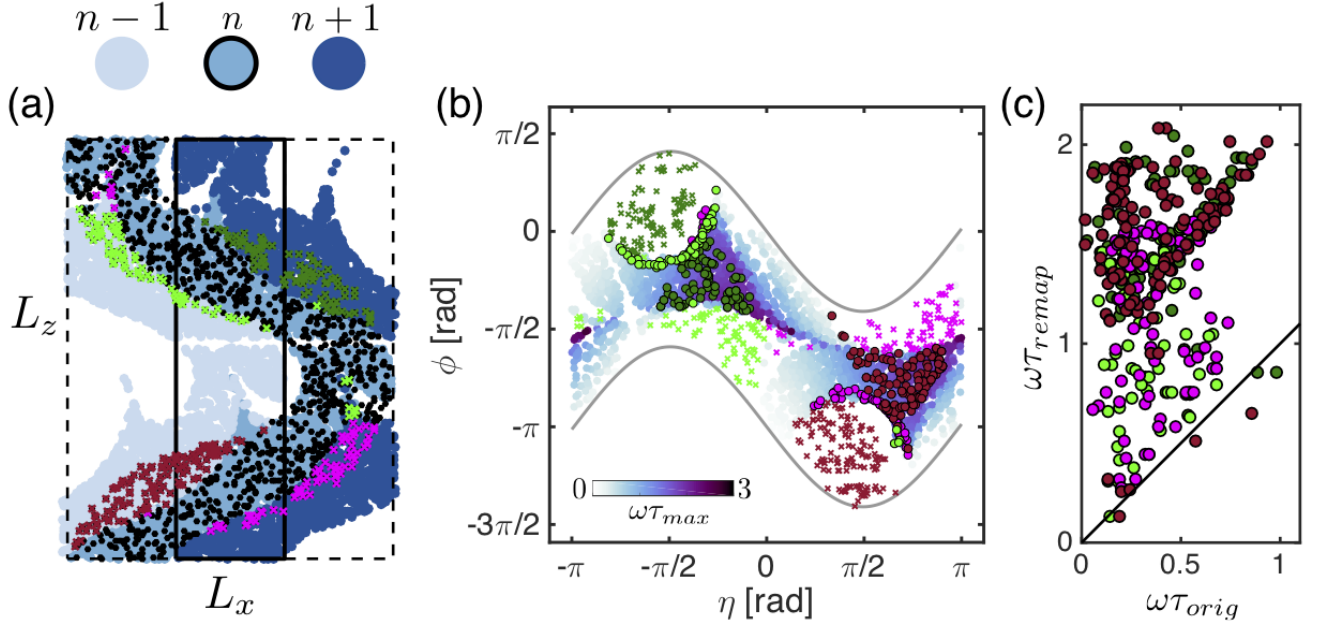 n − 1 n n + 1
(a)
L_z
L_x
(b)
π/2
0
-π/2
-π
-3π/2
ϕ [rad]
0 3
ωτ_max
-π -π/2 0 π/2 π
η [rad]
(c)
2
1
0
ωτ_remap
0 0.5 1
ωτ_orig